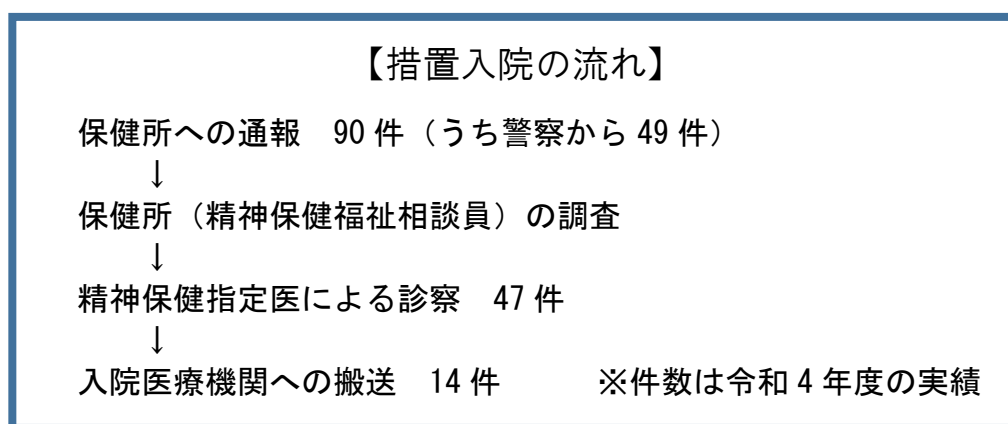 【措置入院の流れ】
保健所への通報　90 件（うち警察から 49 件）
↓
保健所（精神保健福祉相談員）の調査
↓
精神保健指定医による診察　47 件
↓
入院医療機関への搬送　14 件　　　※件数は令和 4 年度の実績